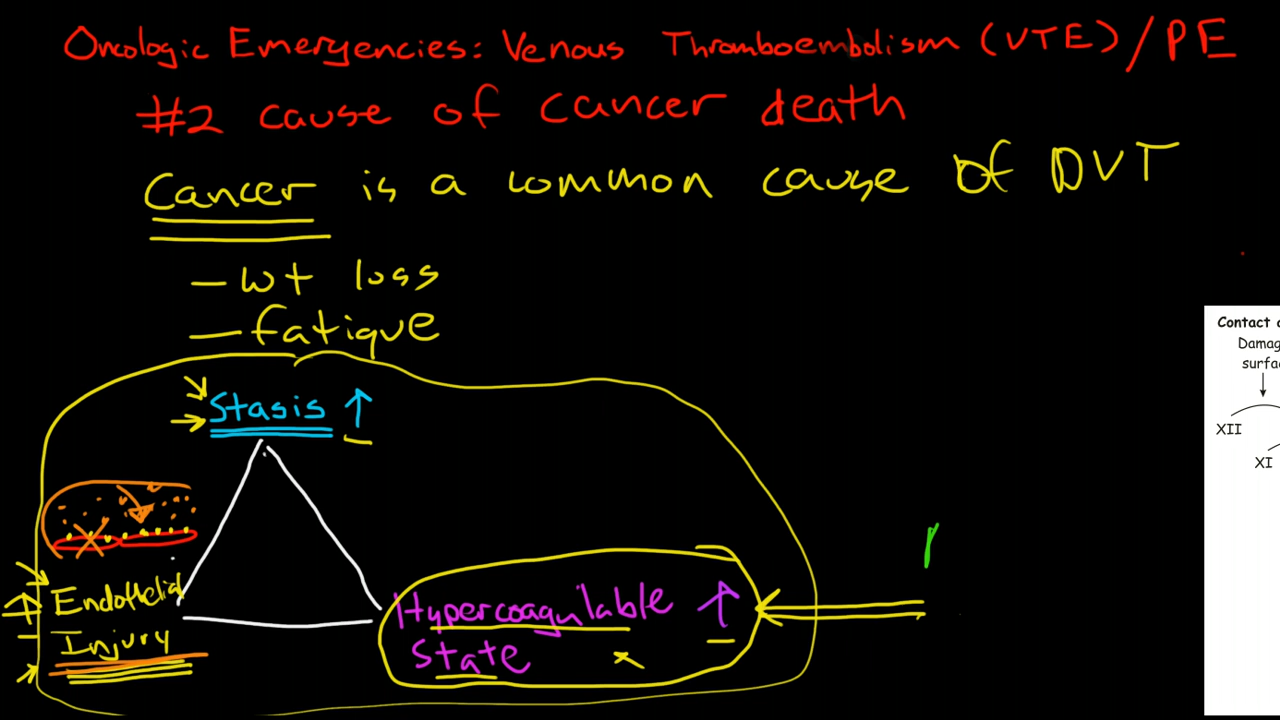 Oncologic Emergencies: Venous Thromboembolism (VTE)/PE
#2 cause of cancer death
Cancer is a common cause of DVT
- wt loss
- fatigue
Stasis ↑
Endothelial
Injury
Hypercoagulable ↑
State
Contact
Damag
surfa
XII
XI